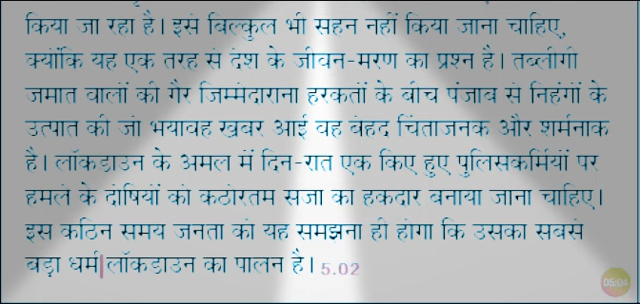 किया जा रहा है। इसे बिल्कुल भी सहन नहीं किया जाना चाहिए,
क्योंकि यह एक तरह से देश के जीवन-मरण का प्रश्न है। तब्लीगी
जमात वालों की गैर जिम्मेदाराना हरकतों के बीच पंजाब से निहंगों के
उत्पात की जो भयावह खबर आई वह बेहद चिंताजनक और शर्मनाक
है। लॉकडाउन के अमल में दिन-रात एक किए हुए पुलिसकर्मियों पर
हमले के दोषियों को कठोरतम सजा का हकदार बनाया जाना चाहिए।
इस कठिन समय जनता को यह समझना ही होगा कि उसका सबसे
बड़ा धर्म लॉकडाउन का पालन है। 5.02
05:04